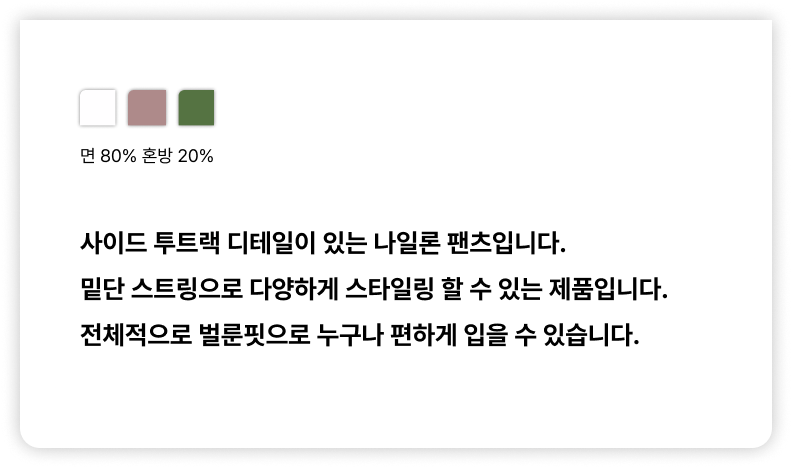 면 80% 혼방 20%
사이드 투트랙 디테일이 있는 나일론 팬츠입니다.
밑단 스트링으로 다양하게 스타일링 할 수 있는 제품입니다.
전체적으로 벌룬핏으로 누구나 편하게 입을 수 있습니다.